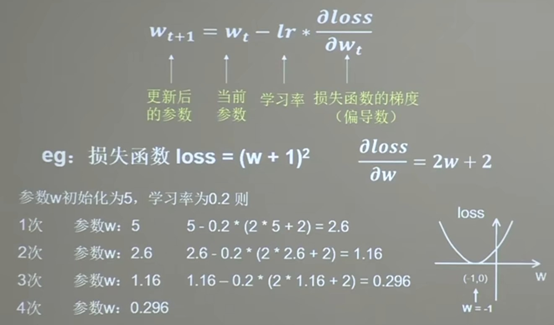 w_{t+1} = w_t − lr * ∂loss/∂w_t
更新后的参数
当前参数
学习率
损失函数的梯度(偏导数)
eg：损失函数 loss = (w + 1)² ∂loss/∂w = 2w + 2
参数w初始化为5，学习率为0.2 则
1次 参数w：5 5 - 0.2 * (2 * 5 + 2) = 2.6
2次 参数w：2.6 2.6 - 0.2 * (2 * 2.6 + 2) = 1.16
3次 参数w：1.16 1.16 – 0.2 * (2 * 1.16 + 2) = 0.296
4次 参数w：0.296
loss
w
(-1,0)
w = -1